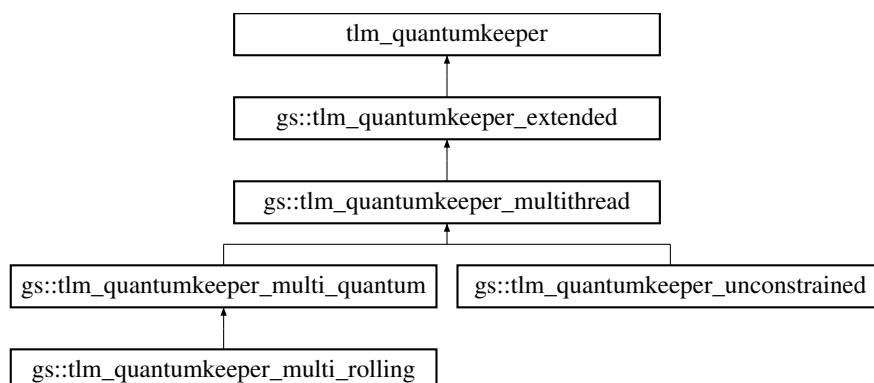 tlm_quantumkeeper
gs::tlm_quantumkeeper_extended
gs::tlm_quantumkeeper_multithread
gs::tlm_quantumkeeper_multi_quantum
gs::tlm_quantumkeeper_unconstrained
gs::tlm_quantumkeeper_multi_rolling